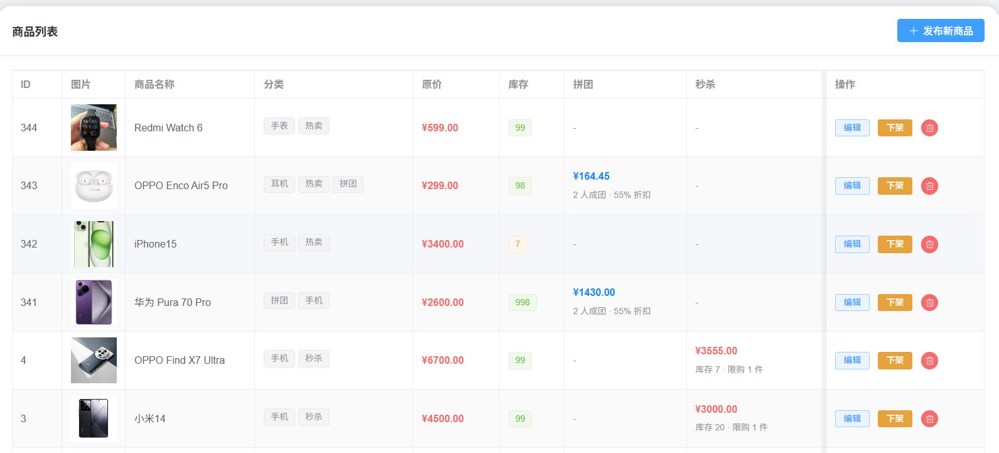 商品列表
发布新商品
ID 图片 商品名称 分类 原价 库存 拼团 秒杀 操作
344 Redmi Watch 6 手表 热卖 ¥599.00 99 - - 编辑 下架
343 OPPO Enco Air5 Pro 耳机 热卖 拼团 ¥299.00 98 ¥164.45 - 编辑 下架
2 人成团 · 55% 折扣
342 iPhone15 手机 热卖 ¥3400.00 7 - - 编辑 下架
341 华为 Pura 70 Pro 拼团 手机 ¥2600.00 998 ¥1430.00 - 编辑 下架
2 人成团 · 55% 折扣
4 OPPO Find X7 Ultra 手机 秒杀 ¥6700.00 99 - ¥3555.00 编辑 下架
库存 7 · 限购 1 件
3 小米14 手机 秒杀 ¥4500.00 99 - ¥3000.00 编辑 下架
库存 20 · 限购 1 件